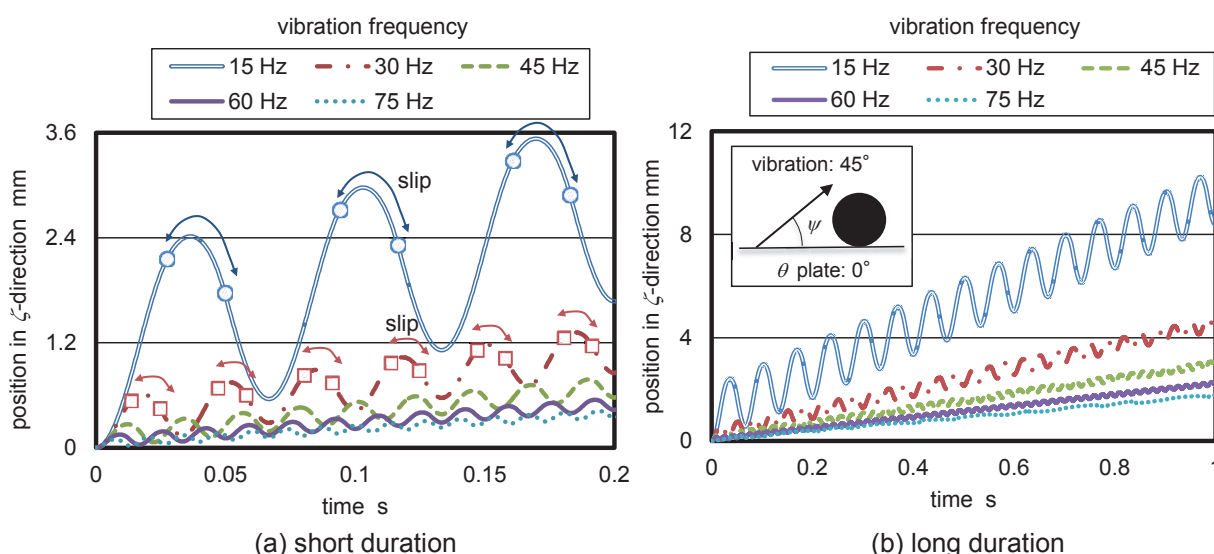 vibration frequency
15 Hz 30 Hz 45 Hz
60 Hz 75 Hz
3.6
2.4
1.2
0
position in ζ-direction mm
slip
slip
0 0.05 0.1 0.15 0.2
time s
(a) short duration
vibration frequency
15 Hz 30 Hz 45 Hz
60 Hz 75 Hz
12
8
4
0
position in ζ-direction mm
vibration: 45°
ψ
θ plate: 0°
0 0.2 0.4 0.6 0.8 1
time s
(b) long duration